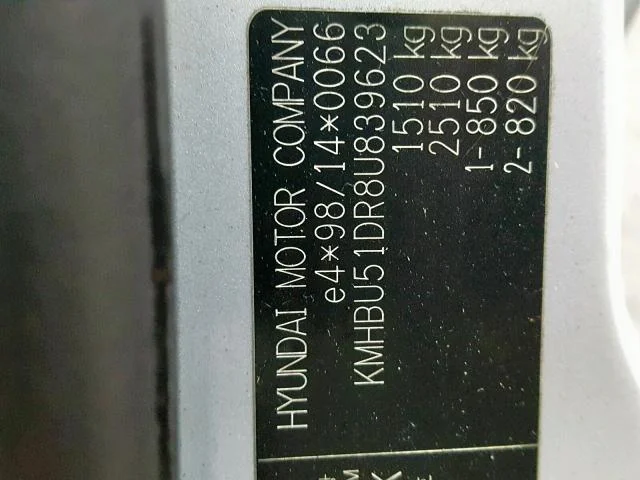 HYUNDAI MOTOR COMPANY
e4*98/14*0066
KMHBU51DR8U839623
1510 kg
2510 kg
1-850 kg
2-820 kg